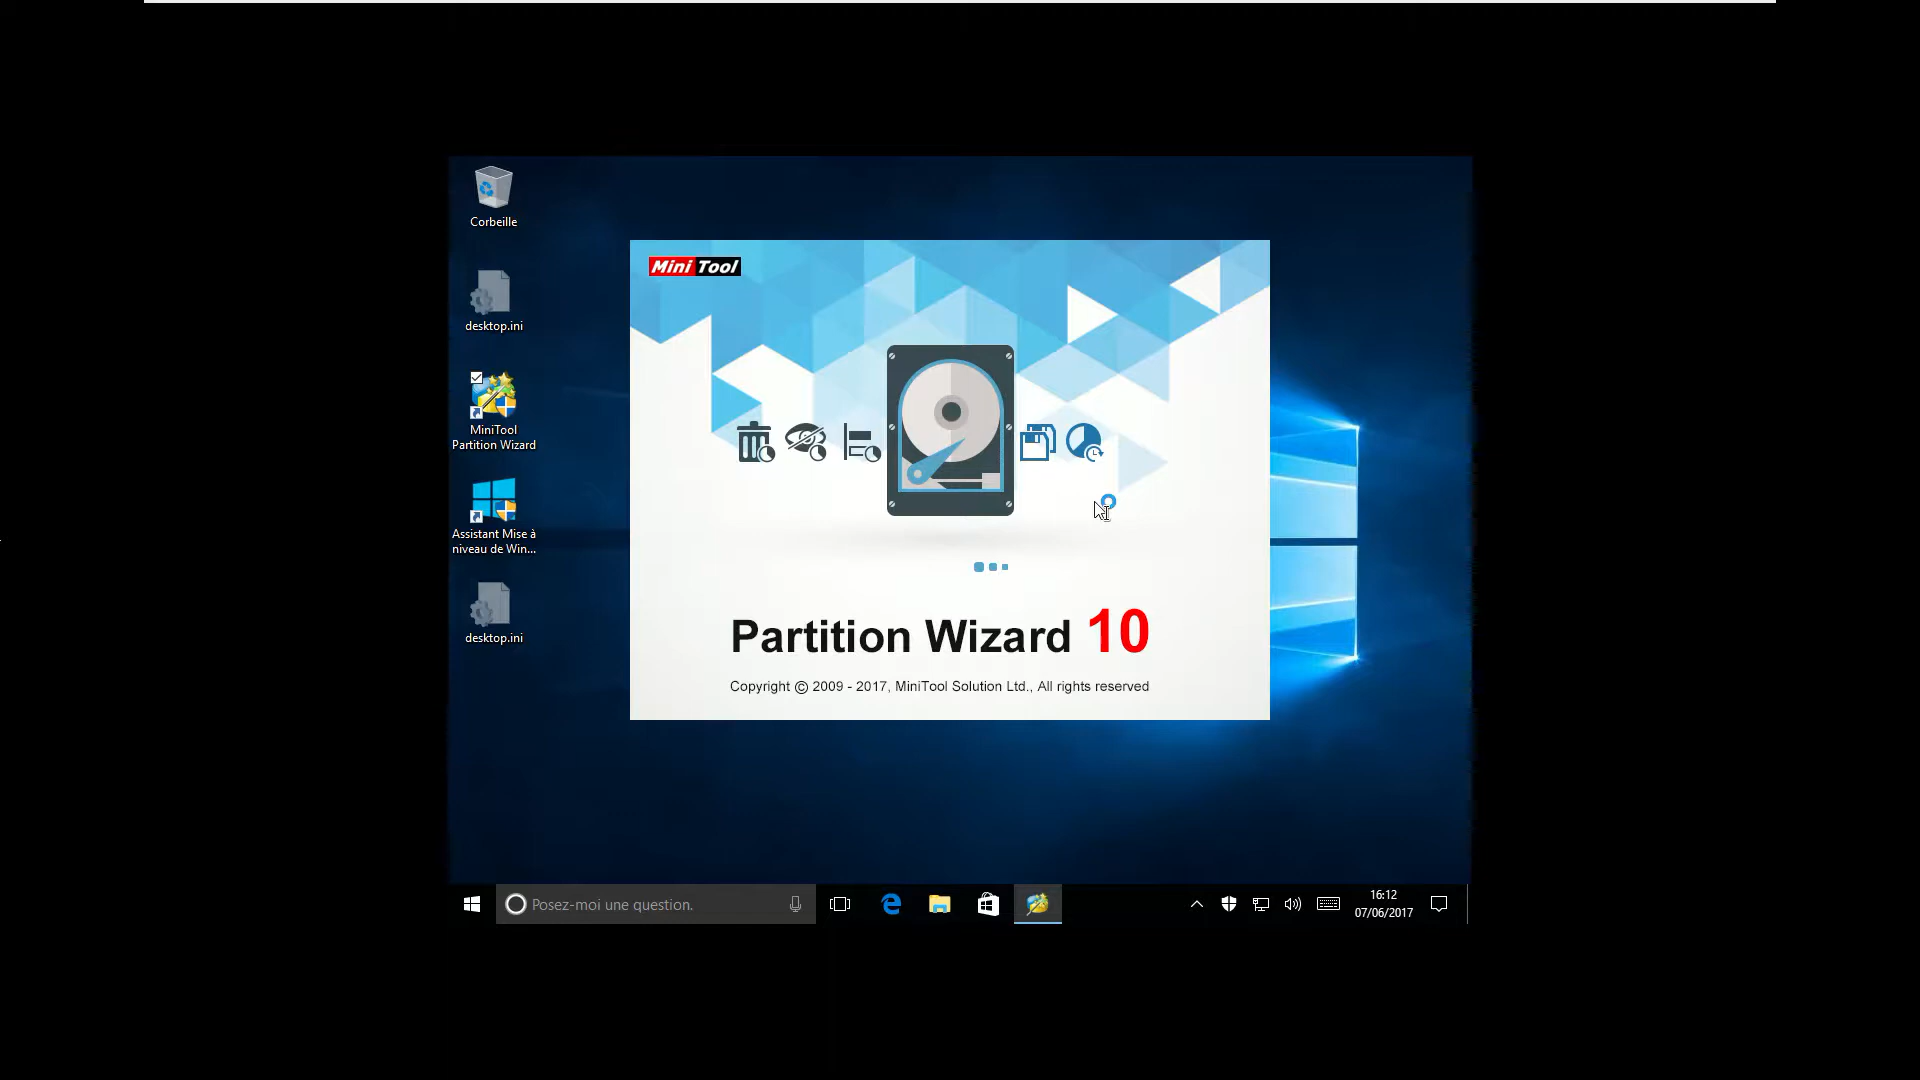 Corbeille
desktop.ini
MiniTool
Partition Wizard
Assistant Mise à
niveau de Win...
desktop.ini
Mini Tool
Partition Wizard 10
Copyright © 2009 - 2017, MiniTool Solution Ltd., All rights reserved
Posez-moi une question.
16:12
07/06/2017